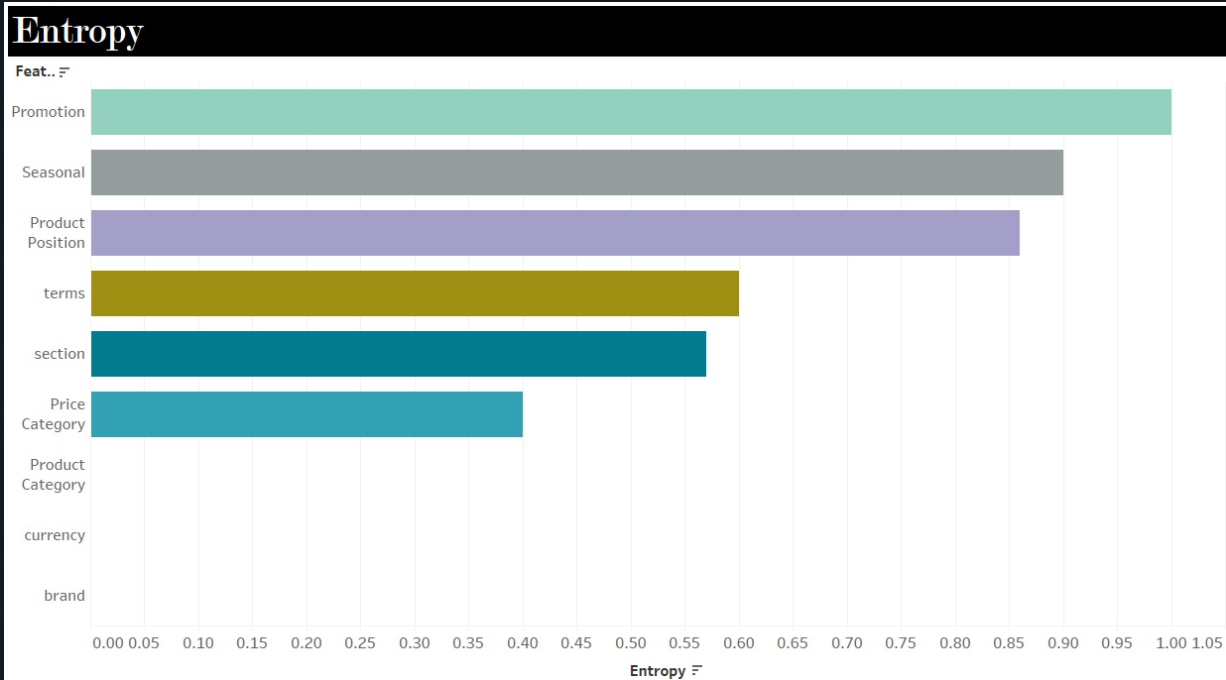 Entropy
Feat..
Promotion
Seasonal
Product
Position
terms
section
Price
Category
Product
Category
currency
brand
0.00 0.05 0.10 0.15 0.20 0.25 0.30 0.35 0.40 0.45 0.50 0.55 0.60 0.65 0.70 0.75 0.80 0.85 0.90 0.95 1.00 1.05
Entropy